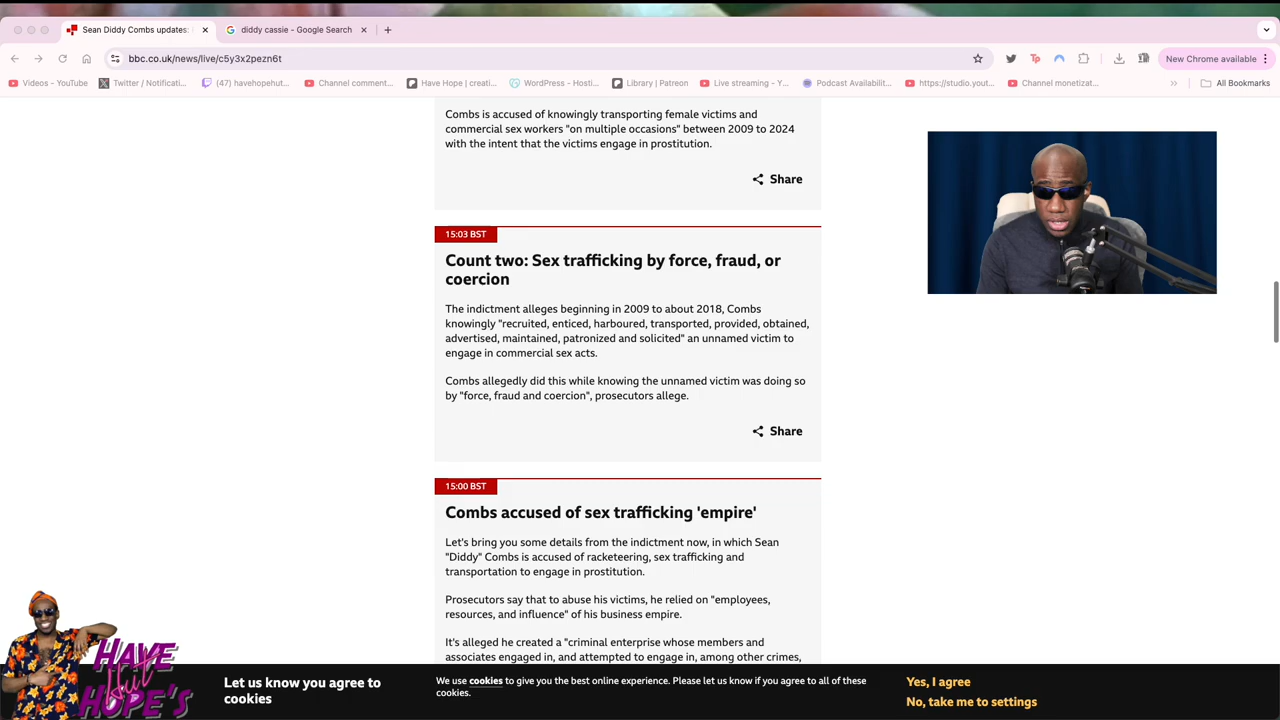 Sean Diddy Combs updates:
diddy cassie - Google Search
bbc.co.uk/news/live/c5y3x2pezn6t
New Chrome available
Videos - YouTube
Twitter / Notificati...
(47) havehopehut...
Channel comment...
Have Hope | creati...
WordPress - Hosti...
Library | Patreon
Live streaming - Y...
Podcast Availabilit...
https://studio.yout...
Channel monetizat...
»
All Bookmarks
Combs is accused of knowingly transporting female victims and
commercial sex workers "on multiple occasions" between 2009 to 2024
with the intent that the victims engage in prostitution.
Share
15:03 BST
Count two: Sex trafficking by force, fraud, or
coercion
The indictment alleges beginning in 2009 to about 2018, Combs
knowingly "recruited, enticed, harboured, transported, provided, obtained,
advertised, maintained, patronized and solicited" an unnamed victim to
engage in commercial sex acts.
Combs allegedly did this while knowing the unnamed victim was doing so
by "force, fraud and coercion", prosecutors allege.
Share
15:00 BST
Combs accused of sex trafficking 'empire'
Let's bring you some details from the indictment now, in which Sean
"Diddy" Combs is accused of racketeering, sex trafficking and
transportation to engage in prostitution.
Prosecutors say that to abuse his victims, he relied on "employees,
resources, and influence" of his business empire.
It's alleged he created a "criminal enterprise whose members and
associates engaged in, and attempted to engage in, among other crimes,
Let us know you agree to
cookies
We use cookies to give you the best online experience. Please let us know if you agree to all of these
cookies.
Yes, I agree
No, take me to settings
HAVE
hut
HOPE'S